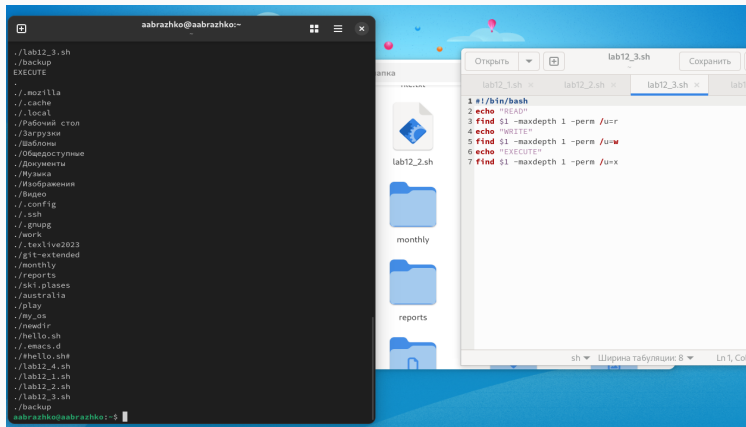 aabrazhko@aabrazhko:~
~
./lab12_3.sh
./backup
EXECUTE
.
./.mozilla
./.cache
./.local
./Рабочий стол
./Загрузки
./Шаблоны
./Общедоступные
./Документы
./Музыка
./Изображения
./Видео
./.config
./.ssh
./.gnupg
./work
./.texlive2023
./git-extended
./monthly
./reports
./ski.plases
./australia
./play
./my_os
./newdir
./hello.sh
./.emacs.d
./#hello.sh#
./lab12_4.sh
./lab12_1.sh
./lab12_2.sh
./lab12_3.sh
./backup
aabrazhko@aabrazhko:~$
апка
lab12_2.sh
monthly
reports
Открыть
lab12_3.sh
~
Сохранить
lab12_1.sh × lab12_2.sh × lab12_3.sh × lab1
1 #!/bin/bash
2 echo "READ"
3 find $1 -maxdepth 1 -perm /u=r
4 echo "WRITE"
5 find $1 -maxdepth 1 -perm /u=w
6 echo "EXECUTE"
7 find $1 -maxdepth 1 -perm /u=x
sh Ширина табуляции: 8 Ln 1, Co